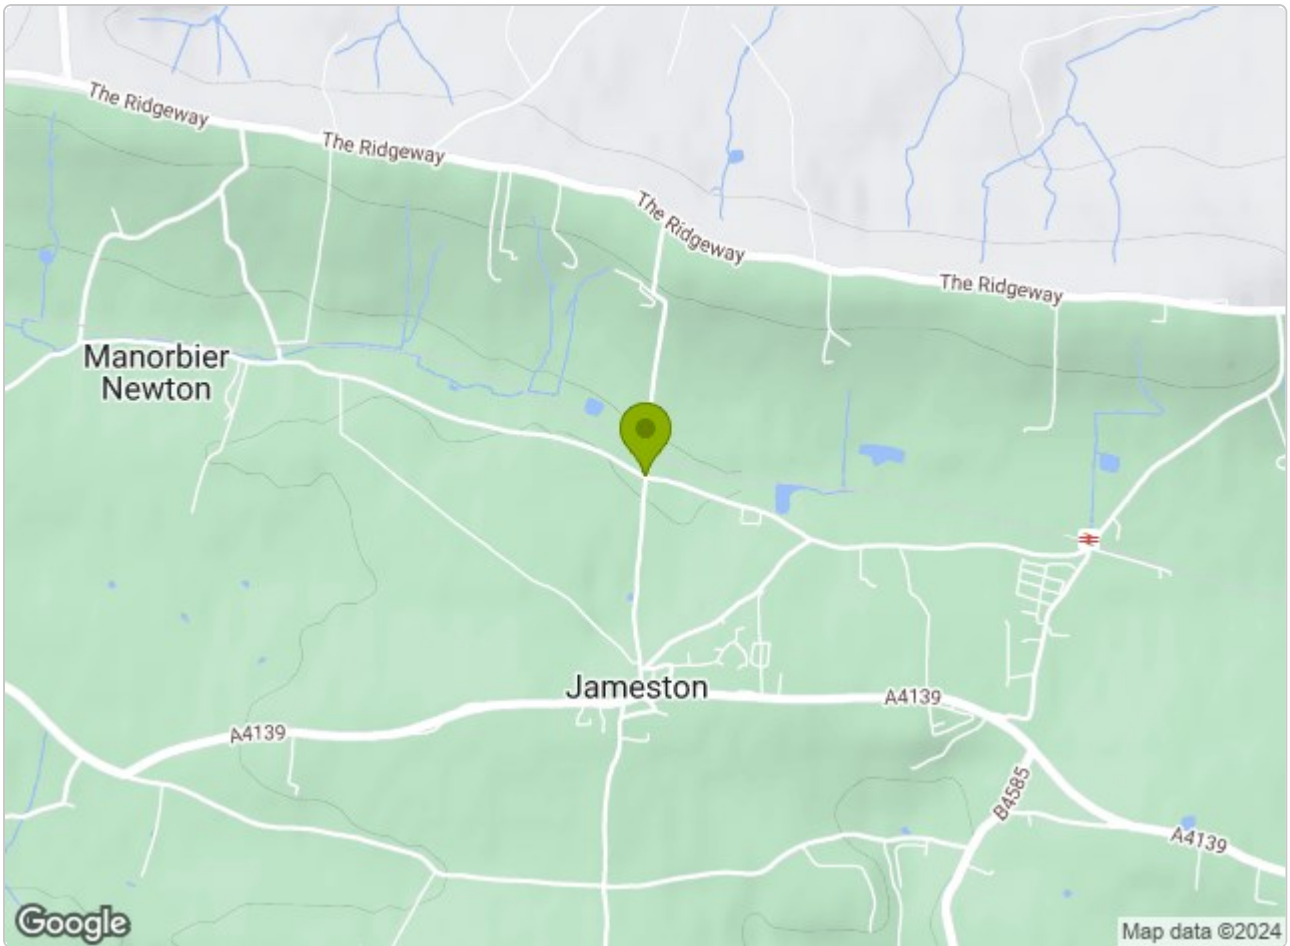 The Ridgeway
The Ridgeway
The Ridgeway
The Ridgeway
Manorbier
Newton
Jameston
A4139
A4139
B4585
A4139
Google
Map data ©2024